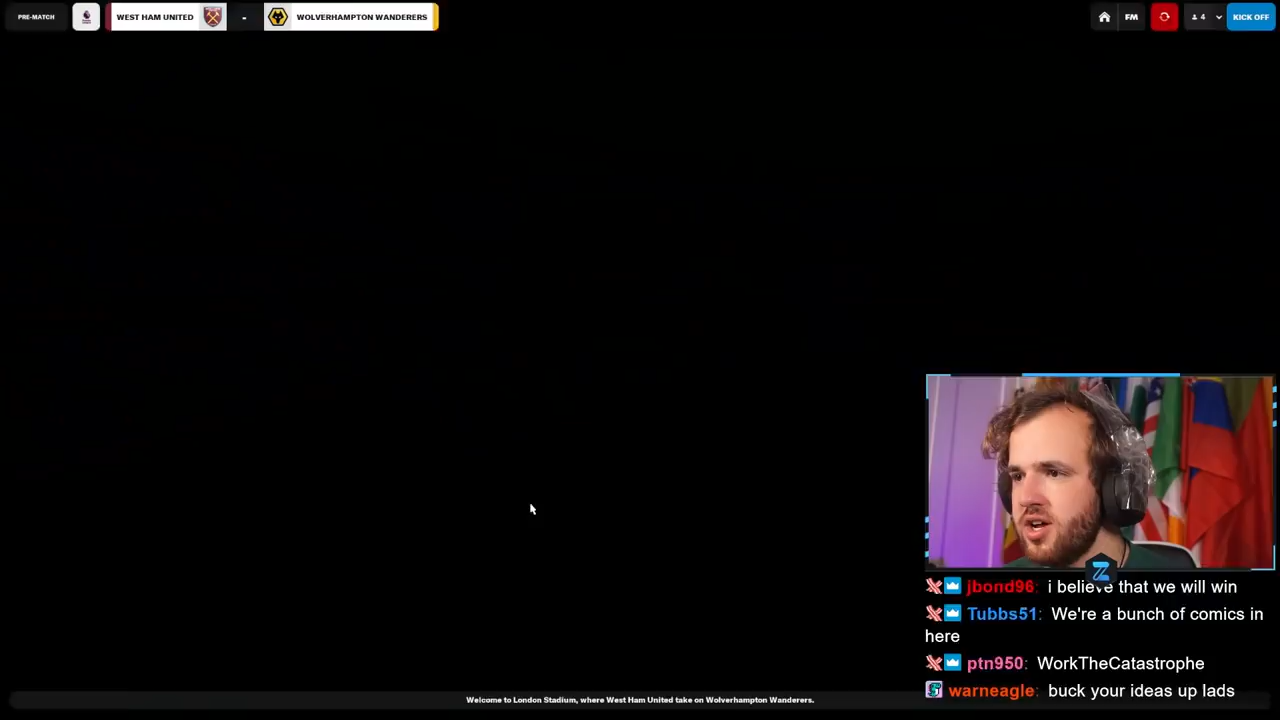 PRE-MATCH
WEST HAM UNITED
-
WOLVERHAMPTON WANDERERS
FM
4
KICK OFF
jbond96: i believe that we will win
Tubbs51: We're a bunch of comics in
here
ptn950: WorkTheCatastrophe
warneagle: buck your ideas up lads
Welcome to London Stadium, where West Ham United take on Wolverhampton Wanderers.